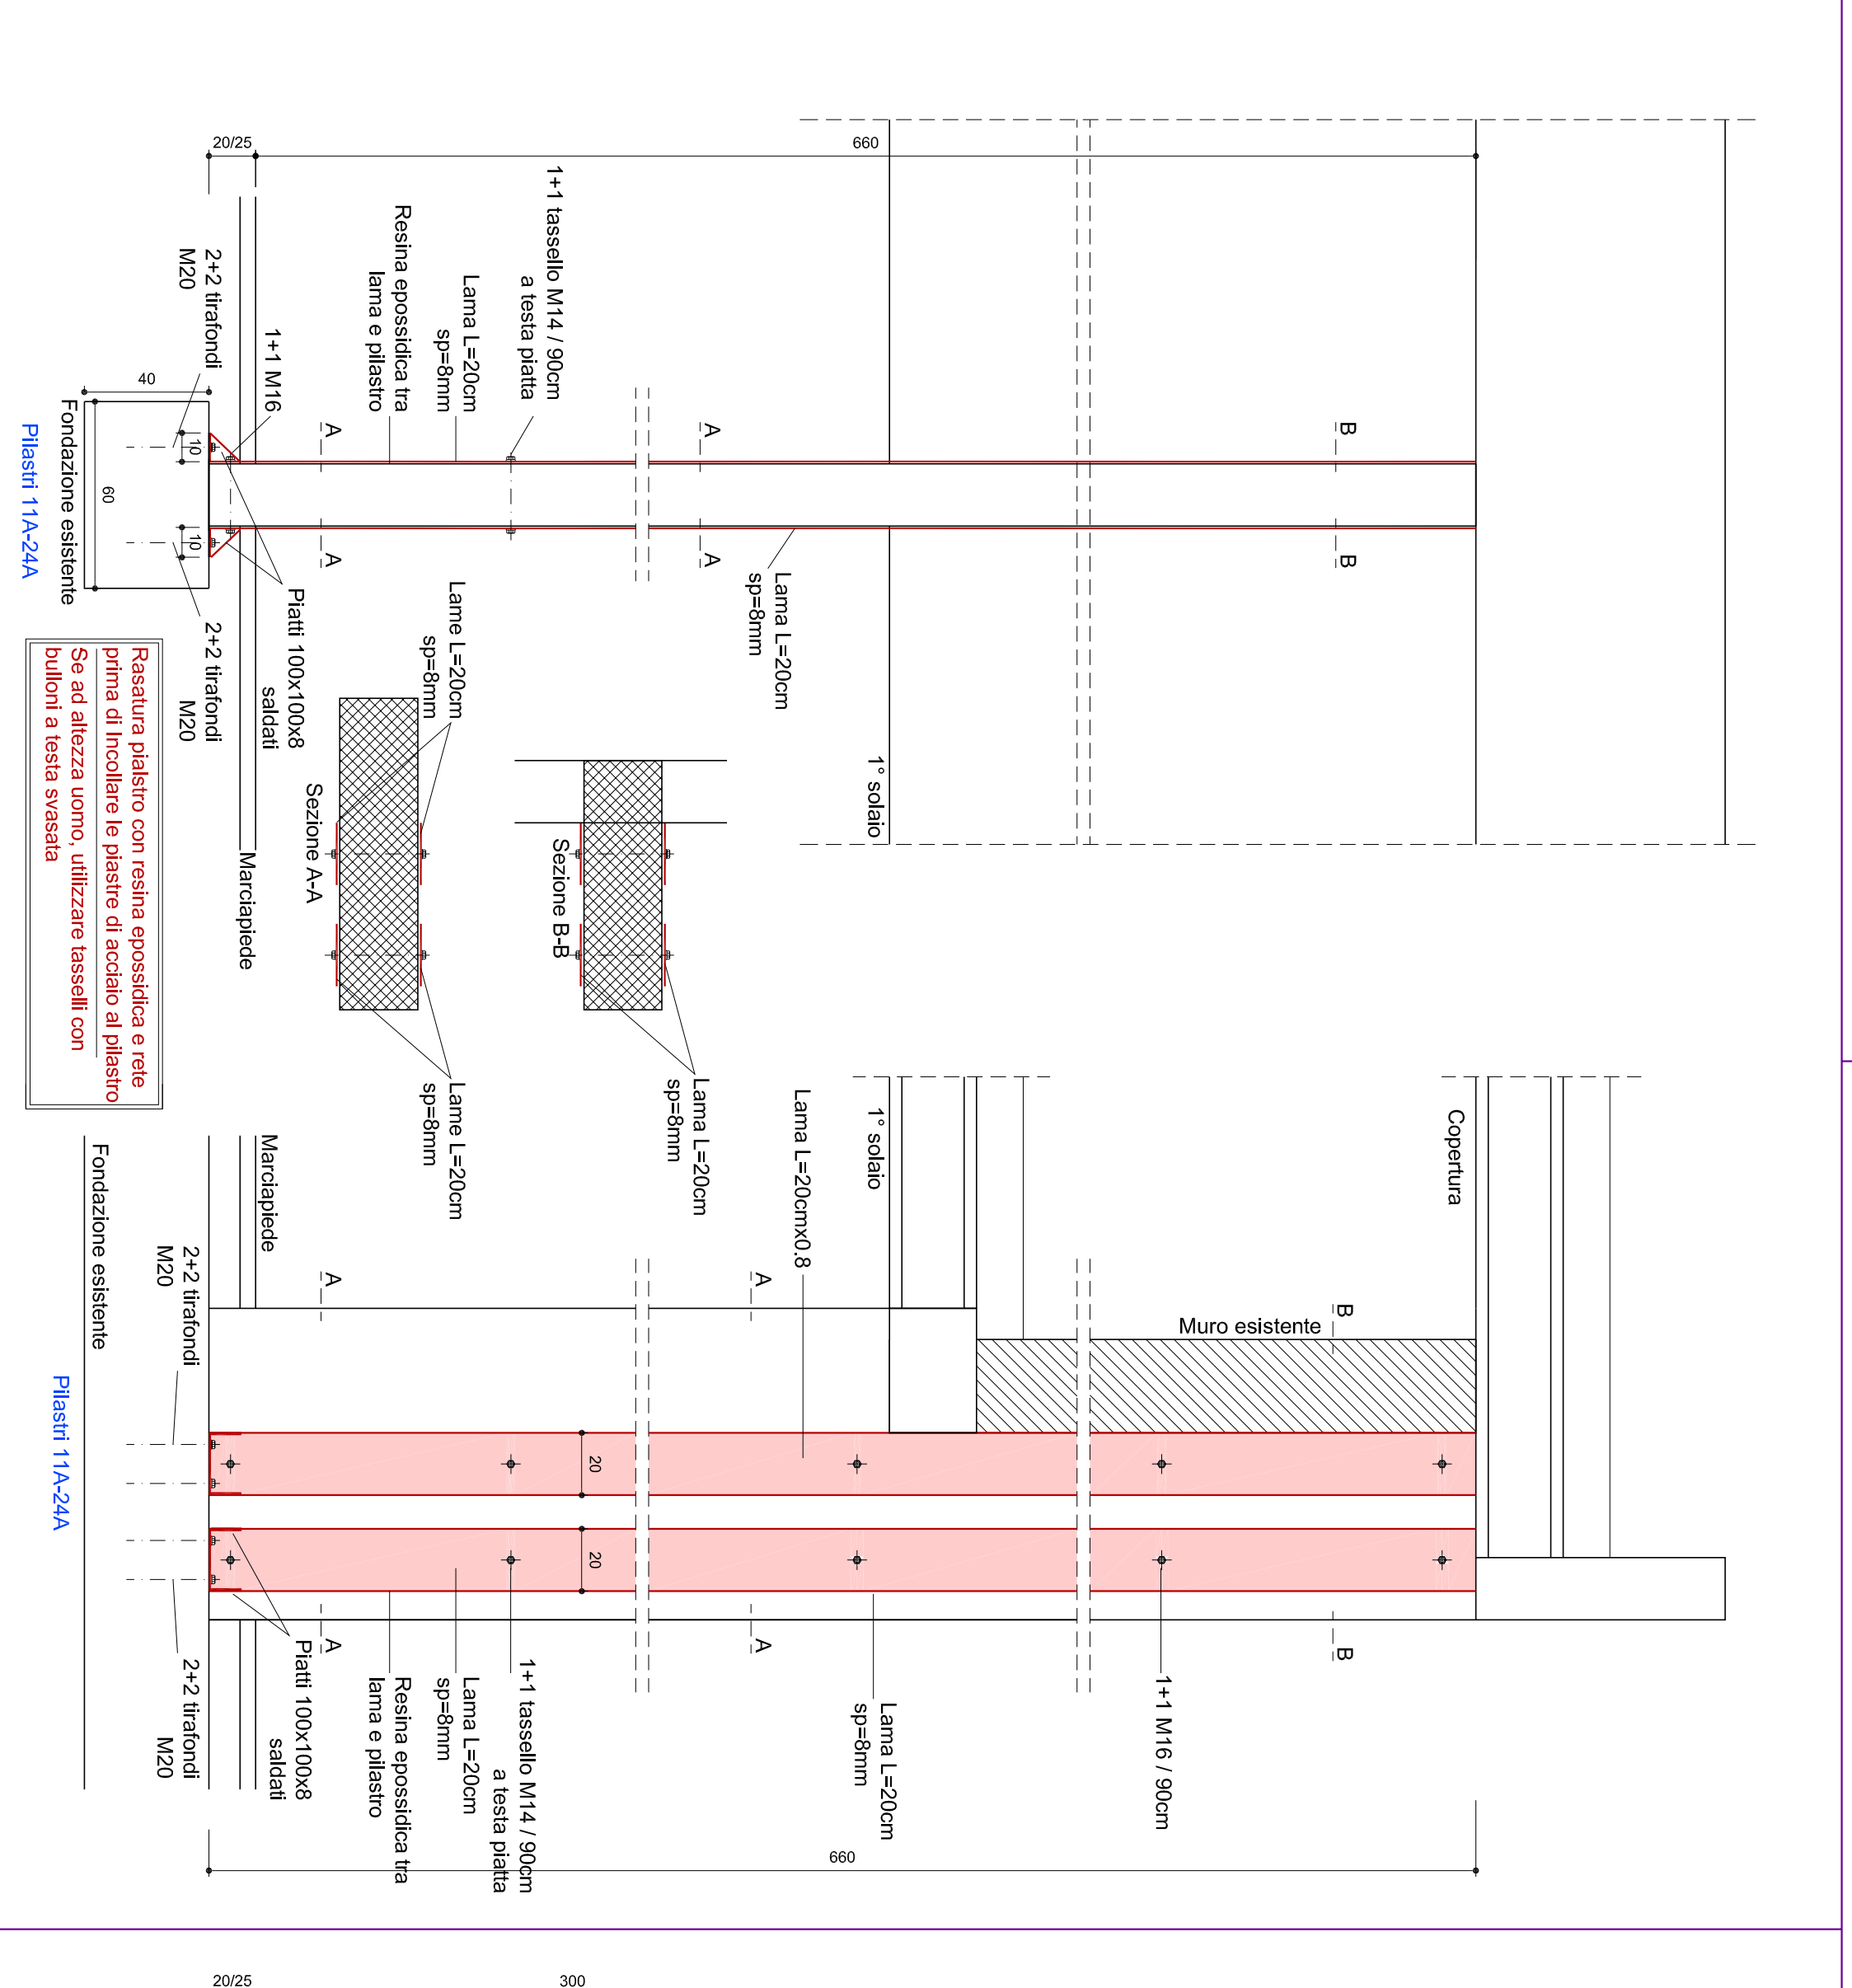 20/25
660
1+1 tassello M14 / 90cm
a testa piatta
Lama L=20cm
sp=8mm
Resina epossidica tra
lama e pilastro
1+1 M16
2+2 tirafondi
M20
40
10
60
10
A
A
A
A
B
B
Fondazione esistente
Pilastri 11A-24A
Piatti 100x100x8
saldati
2+2 tirafondi
M20
Lama L=20cm
sp=8mm
1° solaio
Marciapiede
Lame L=20cm
sp=8mm
Sezione A-A
Lame L=20cm
sp=8mm
Sezione B-B
Lama L=20cm
sp=8mm
Rasatura pialstro con resina epossidica e rete
prima di Incollare le piastre di acciaio al pilastro
Se ad altezza uomo, utilizzare tasselli con
bulloni a testa svasata
Copertura
1° solaio
Lama L=20cmx0.8
Muro esistente
Marciapiede
Fondazione esistente
2+2 tirafondi
M20
Pilastri 11A-24A
A
A
A
A
B
B
20
20
1+1 M16 / 90cm
Lama L=20cm
sp=8mm
1+1 tassello M14 / 90cm
a testa piatta
Lama L=20cm
sp=8mm
Resina epossidica tra
lama e pilastro
Piatti 100x100x8
saldati
2+2 tirafondi
M20
660
20/25
300